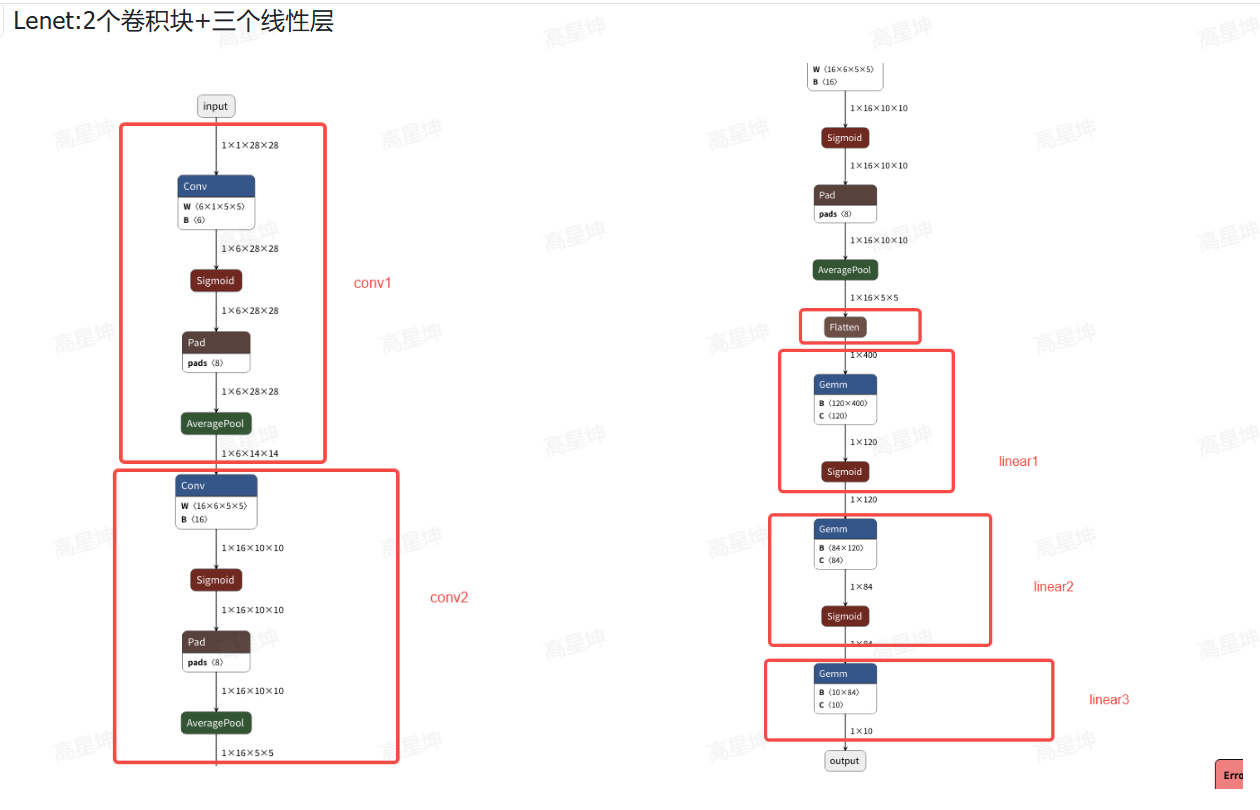 Lenet:2个卷积块+三个线性层
input
1×1×28×28
Conv
W ⟨6×1×5×5⟩
B ⟨6⟩
1×6×28×28
Sigmoid
1×6×28×28
Pad
pads ⟨8⟩
1×6×28×28
AveragePool
1×6×14×14
conv1
Conv
W ⟨16×6×5×5⟩
B ⟨16⟩
1×16×10×10
Sigmoid
1×16×10×10
Pad
pads ⟨8⟩
1×16×10×10
AveragePool
1×16×5×5
conv2
W ⟨16×6×5×5⟩
B ⟨16⟩
1×16×10×10
Sigmoid
1×16×10×10
Pad
pads ⟨8⟩
1×16×10×10
AveragePool
1×16×5×5
Flatten
1×400
Gemm
B ⟨120×400⟩
C ⟨120⟩
1×120
Sigmoid
1×120
linear1
Gemm
B ⟨84×120⟩
C ⟨84⟩
1×84
Sigmoid
1×84
linear2
Gemm
B ⟨10×84⟩
C ⟨10⟩
1×10
linear3
output
Erro
高星坤